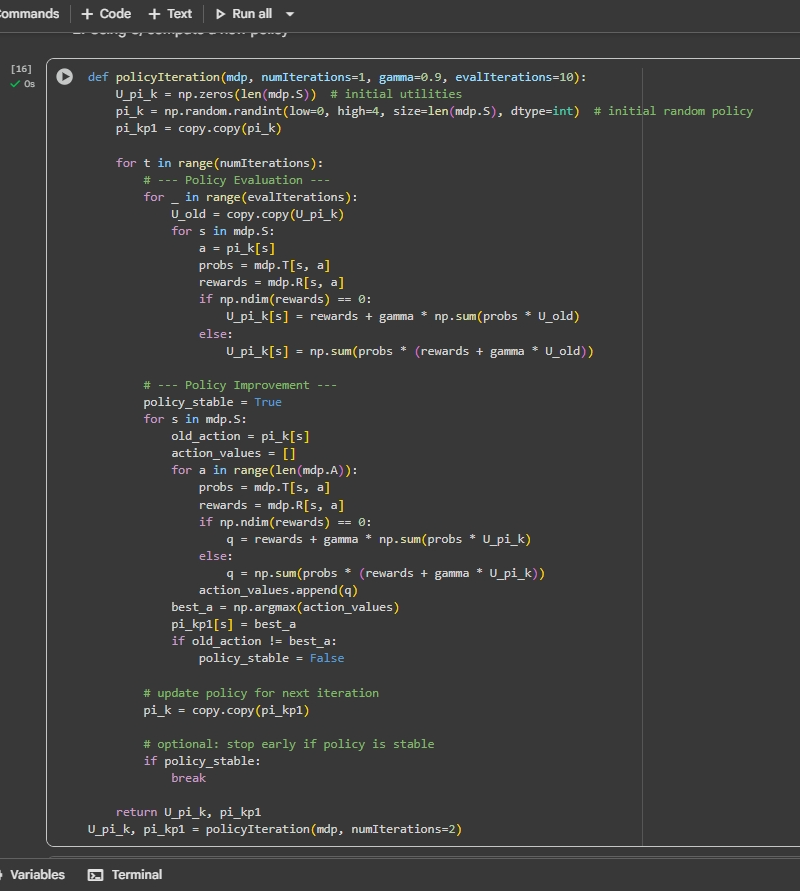 ommands + Code + Text Run all
2. Using U, compute a new policy
[16]
0s
def policyIteration(mdp, numIterations=1, gamma=0.9, evalIterations=10):
    U_pi_k = np.zeros(len(mdp.S))  # initial utilities
    pi_k = np.random.randint(low=0, high=4, size=len(mdp.S), dtype=int)  # initial random policy
    pi_kp1 = copy.copy(pi_k)

    for t in range(numIterations):
        # --- Policy Evaluation ---
        for _ in range(evalIterations):
            U_old = copy.copy(U_pi_k)
            for s in mdp.S:
                a = pi_k[s]
                probs = mdp.T[s, a]
                rewards = mdp.R[s, a]
                if np.ndim(rewards) == 0:
                    U_pi_k[s] = rewards + gamma * np.sum(probs * U_old)
                else:
                    U_pi_k[s] = np.sum(probs * (rewards + gamma * U_old))

        # --- Policy Improvement ---
        policy_stable = True
        for s in mdp.S:
            old_action = pi_k[s]
            action_values = []
            for a in range(len(mdp.A)):
                probs = mdp.T[s, a]
                rewards = mdp.R[s, a]
                if np.ndim(rewards) == 0:
                    q = rewards + gamma * np.sum(probs * U_pi_k)
                else:
                    q = np.sum(probs * (rewards + gamma * U_pi_k))
                action_values.append(q)
            best_a = np.argmax(action_values)
            pi_kp1[s] = best_a
            if old_action != best_a:
                policy_stable = False

        # update policy for next iteration
        pi_k = copy.copy(pi_kp1)

        # optional: stop early if policy is stable
        if policy_stable:
            break

    return U_pi_k, pi_kp1
U_pi_k, pi_kp1 = policyIteration(mdp, numIterations=2)
Variables Terminal